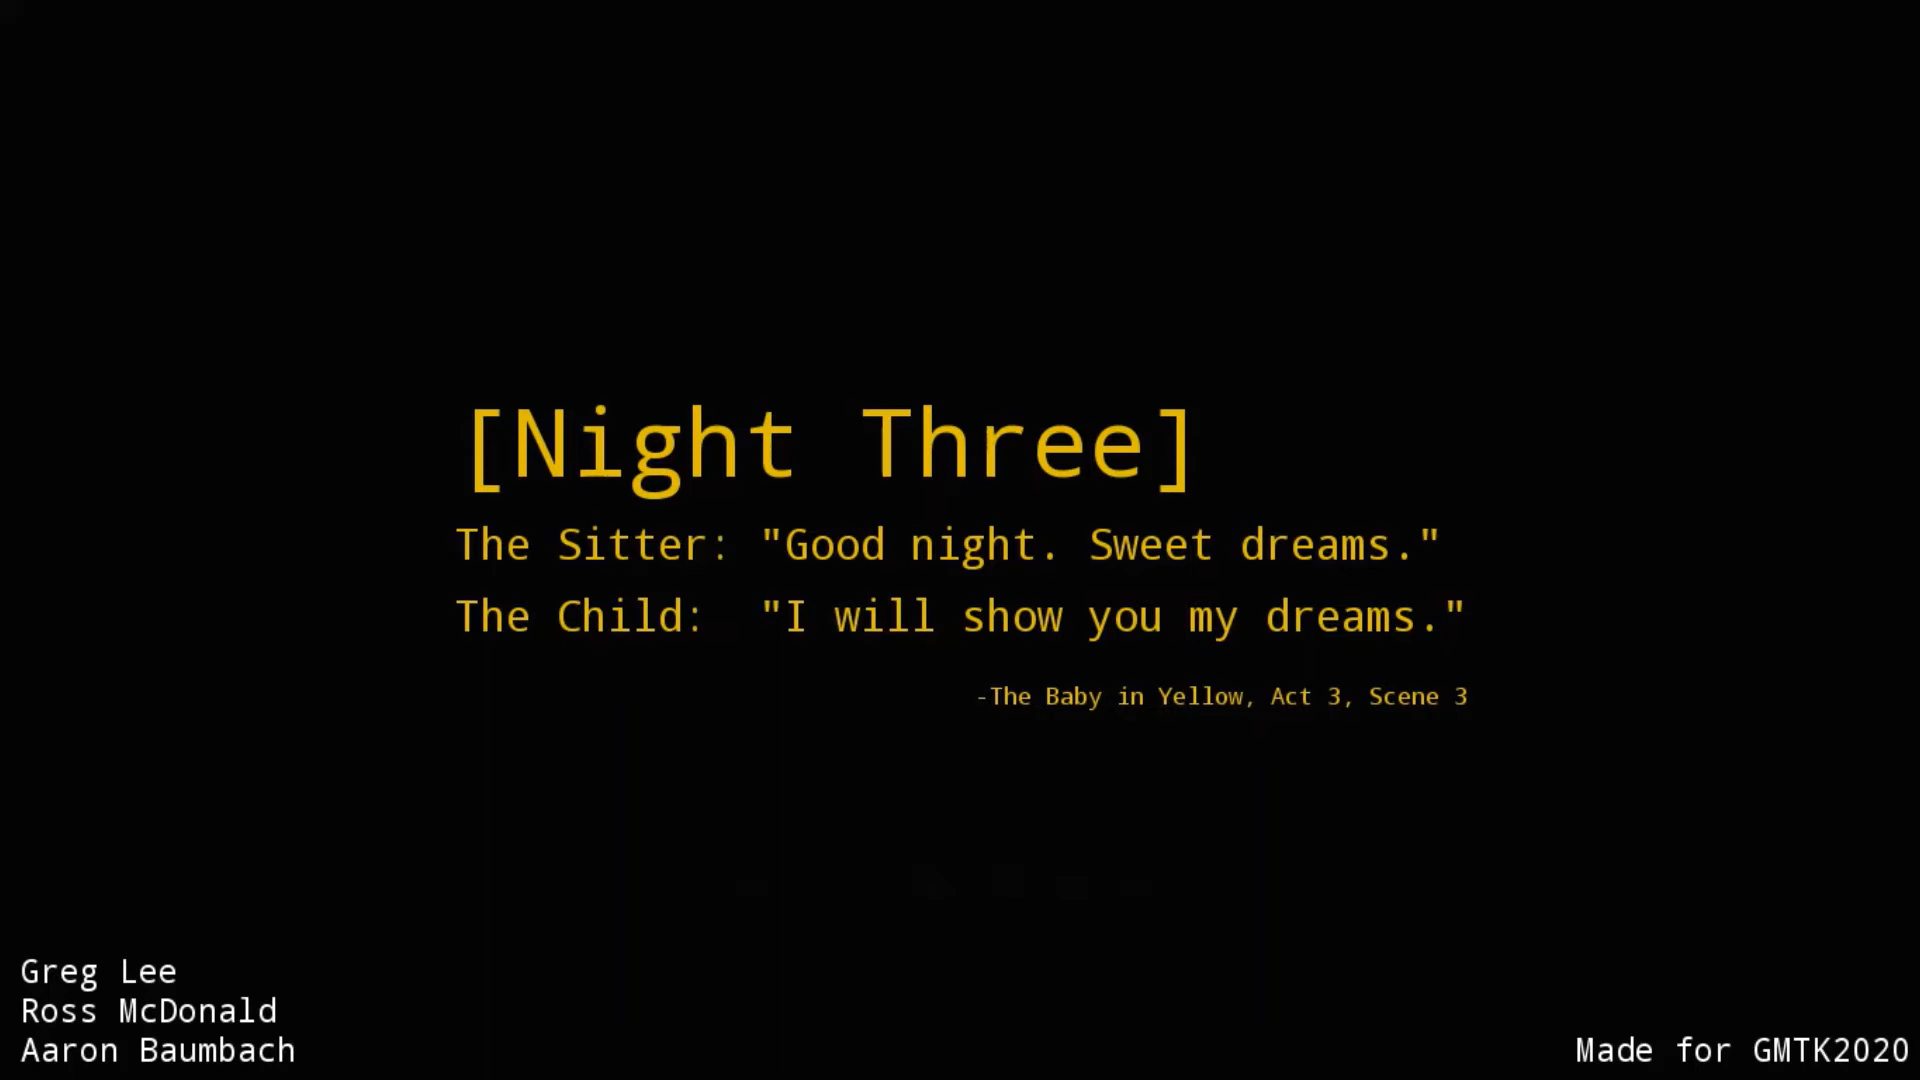 [Night Three]
The Sitter: "Good night. Sweet dreams."
The Child:  "I will show you my dreams."
-The Baby in Yellow, Act 3, Scene 3
Greg Lee
Ross McDonald
Aaron Baumbach
Made for GMTK2020